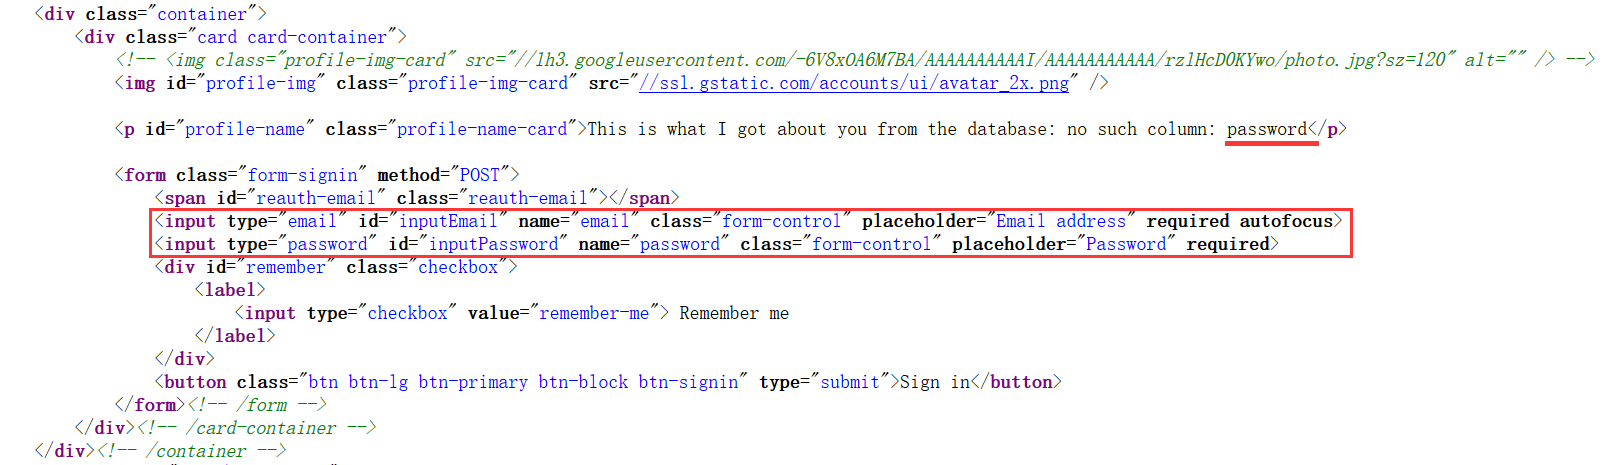 <div class="container">
<div class="card card-container">
<!-- <img class="profile-img-card" src="//lh3.googleusercontent.com/-6V8xOA6M7BA/AAAAAAAAAAI/AAAAAAAAAAA/rzlHcD0KYwo/photo.jpg?sz=120" alt="" /> -->
<img id="profile-img" class="profile-img-card" src="//ssl.gstatic.com/accounts/ui/avatar_2x.png" />
<p id="profile-name" class="profile-name-card">This is what I got about you from the database: no such column: password</p>
<form class="form-signin" method="POST">
<span id="reauth-email" class="reauth-email"></span>
<input type="email" id="inputEmail" name="email" class="form-control" placeholder="Email address" required autofocus>
<input type="password" id="inputPassword" name="password" class="form-control" placeholder="Password" required>
<div id="remember" class="checkbox">
<label>
<input type="checkbox" value="remember-me"> Remember me
</label>
</div>
<button class="btn btn-lg btn-primary btn-block btn-signin" type="submit">Sign in</button>
</form><!-- /form -->
</div><!-- /card-container -->
</div><!-- /container -->